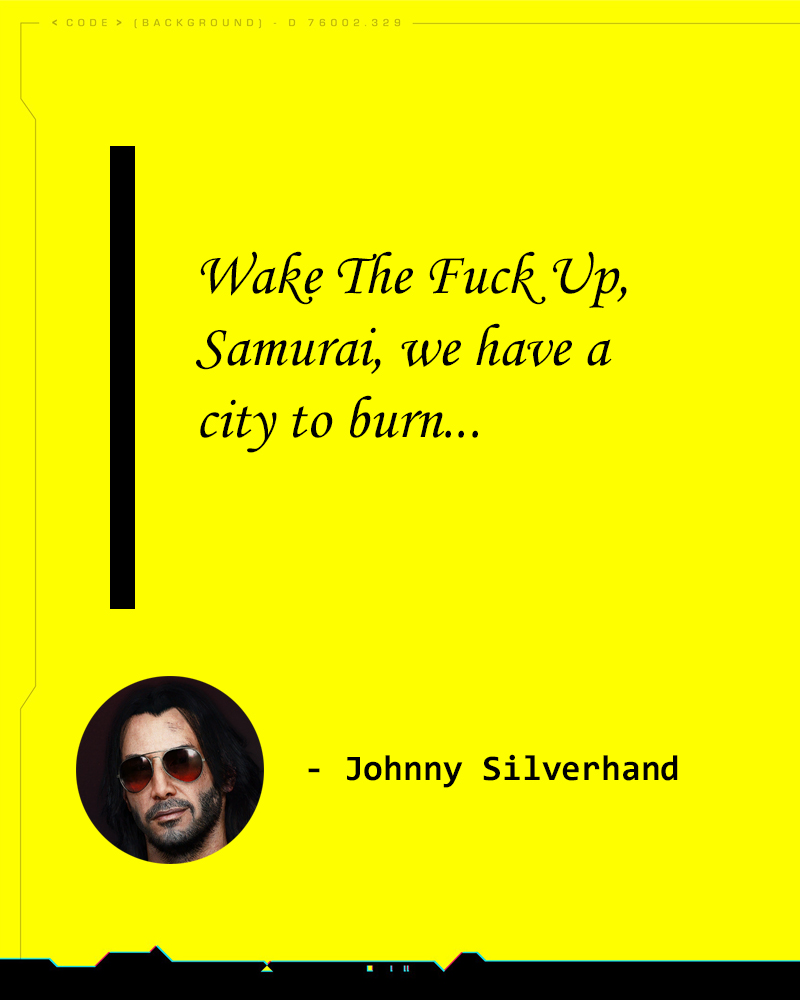 < CODE > [BACKGROUND] - D 76002.329
Wake The Fuck Up,
Samurai, we have a
city to burn...
- Johnny Silverhand